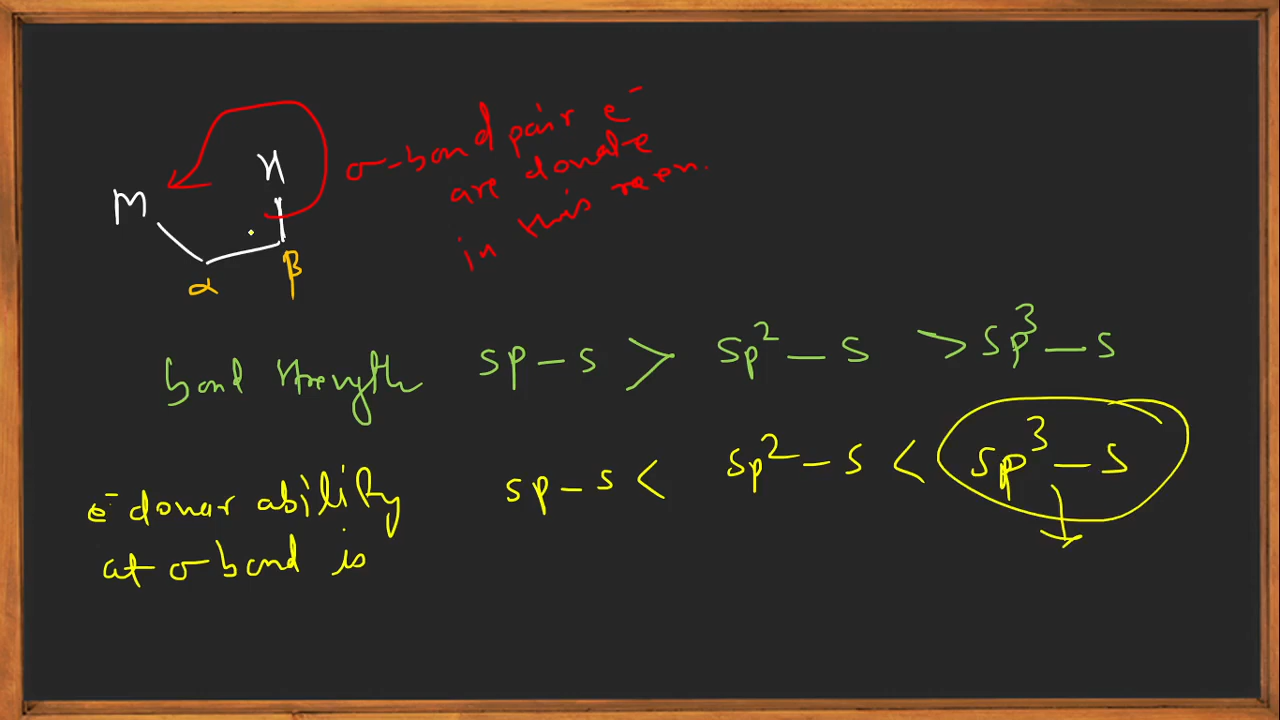 H
M
α
β
σ-bond pair e⁻
are donate
in this rexn.
bond strength sp-s > sp²-s > sp³-s
e⁻ donar ability
at σ bond is
sp-s < sp²-s < sp³-s